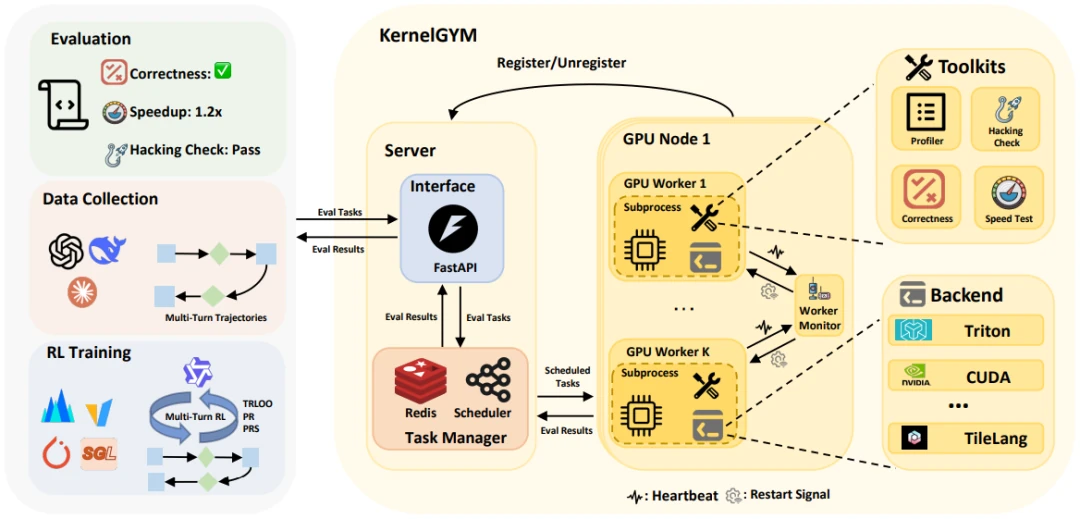 Evaluation
Correctness: ✅
Speedup: 1.2x
Hacking Check: Pass
Data Collection
Multi-Turn Trajectories
RL Training
Multi-Turn RL
TRLOO
PR
PRS
SGL
KernelGYM
Register/Unregister
Server
Interface
FastAPI
Eval Tasks
Eval Results
Eval Results
Eval Tasks
Redis
Scheduler
Task Manager
Scheduled
Tasks
Eval Results
GPU Node 1
GPU Worker 1
Subprocess
...
GPU Worker K
Subprocess
Worker
Monitor
Toolkits
Profiler
Hacking
Check
Correctness
Speed Test
Backend
Triton
NVIDIA
CUDA
...
TileLang
: Heartbeat
: Restart Signal